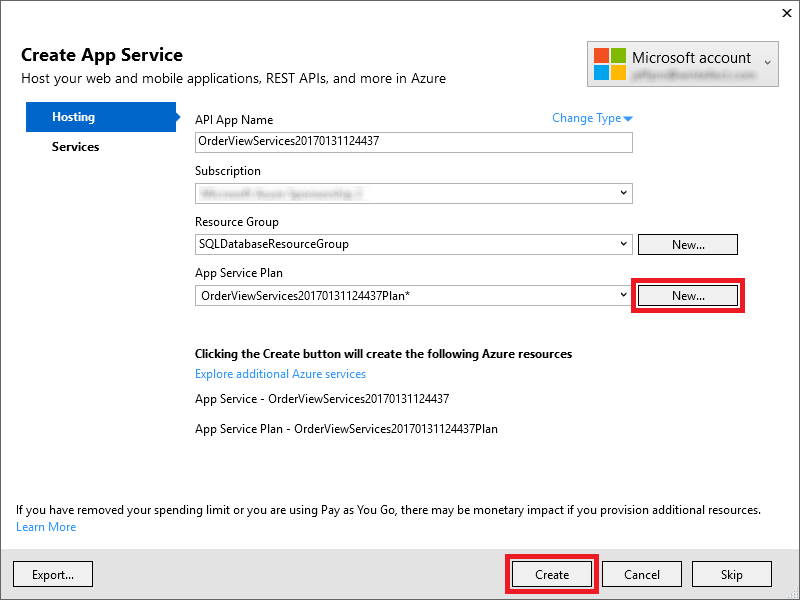 Create App Service
Host your web and mobile applications, REST APIs, and more in Azure
Microsoft account
Hosting
Services
API App Name
Change Type
OrderViewServices20170131124437
Subscription
Resource Group
SQLDatabaseResourceGroup
New...
App Service Plan
OrderViewServices20170131124437Plan*
New...
Clicking the Create button will create the following Azure resources
Explore additional Azure services
App Service - OrderViewServices20170131124437
App Service Plan - OrderViewServices20170131124437Plan
If you have removed your spending limit or you are using Pay as You Go, there may be monetary impact if you provision additional resources.
Learn More
Export...
Create
Cancel
Skip